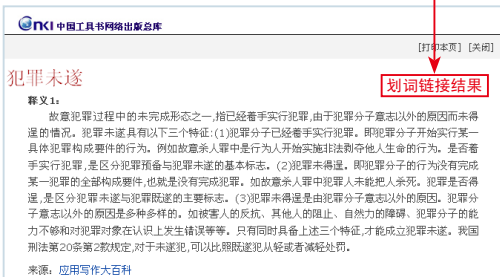 CNKI 中国工具书网络出版总库
[打印本页] [关闭]
犯罪未遂
划词链接结果
释义1:
故意犯罪过程中的未完成形态之一,指已经着手实行犯罪,由于犯罪分子意志以外的原因而未得
逞的情况。犯罪未遂具有以下三个特征:(1)犯罪分子已经着手实行犯罪。即犯罪分子开始实行某一
具体犯罪构成要件的行为。例如故意杀人罪中是行为人开始实施非法剥夺他人生命的行为。是否着
手实行犯罪,是区分犯罪预备与犯罪未遂的基本标志。(2)犯罪未得逞。即犯罪分子的行为没有完成
某一犯罪的全部构成要件,也就是没有完成犯罪。如故意杀人罪中犯罪人未能把人杀死。犯罪是否得
逞,是区分犯罪未遂与犯罪既遂的主要标志。(3)犯罪未得逞是由犯罪分子意志以外的原因。犯罪分
子意志以外的原因是多种多样的。如被害人的反抗、其他人的阻止、自然力的障碍、犯罪分子的能
力不够和对犯罪对象在认识上发生错误等等。只有同时具备上述三个特征,才能成立犯罪未遂。我国
刑法第20条第2款规定,对于未遂犯,可以比照既遂犯从轻或者减轻处罚。
来源: 应用写作大百科